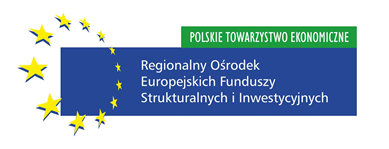 POLSKIE TOWARZYSTWO EKONOMICZNE
Regionalny Ośrodek
Europejskich Funduszy
Strukturalnych i Inwestycyjnych